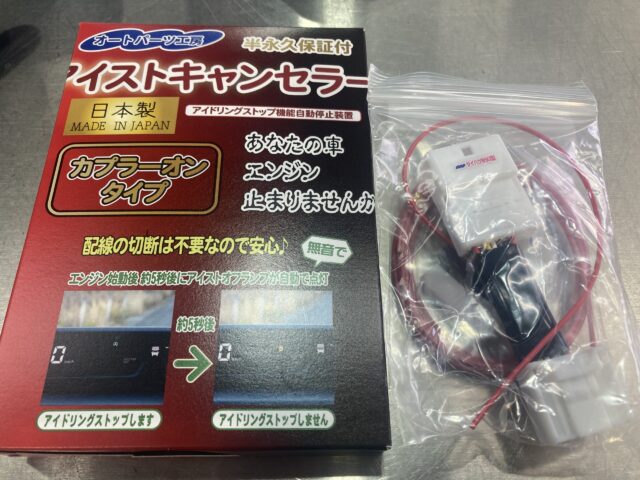 オートパーツ工房
半永久保証付
アイストキャンセラー
日本製
MADE IN JAPAN
アイドリングストップ機能自動停止装置
カプラーオン
タイプ
あなたの車
エンジン
止まりませんか
配線の切断は不要なので安心♪
無音で
エンジン始動後 約5秒後にアイストオフランプが自動で点灯
約5秒後
0
0
アイドリングストップします
アイドリングストップしません